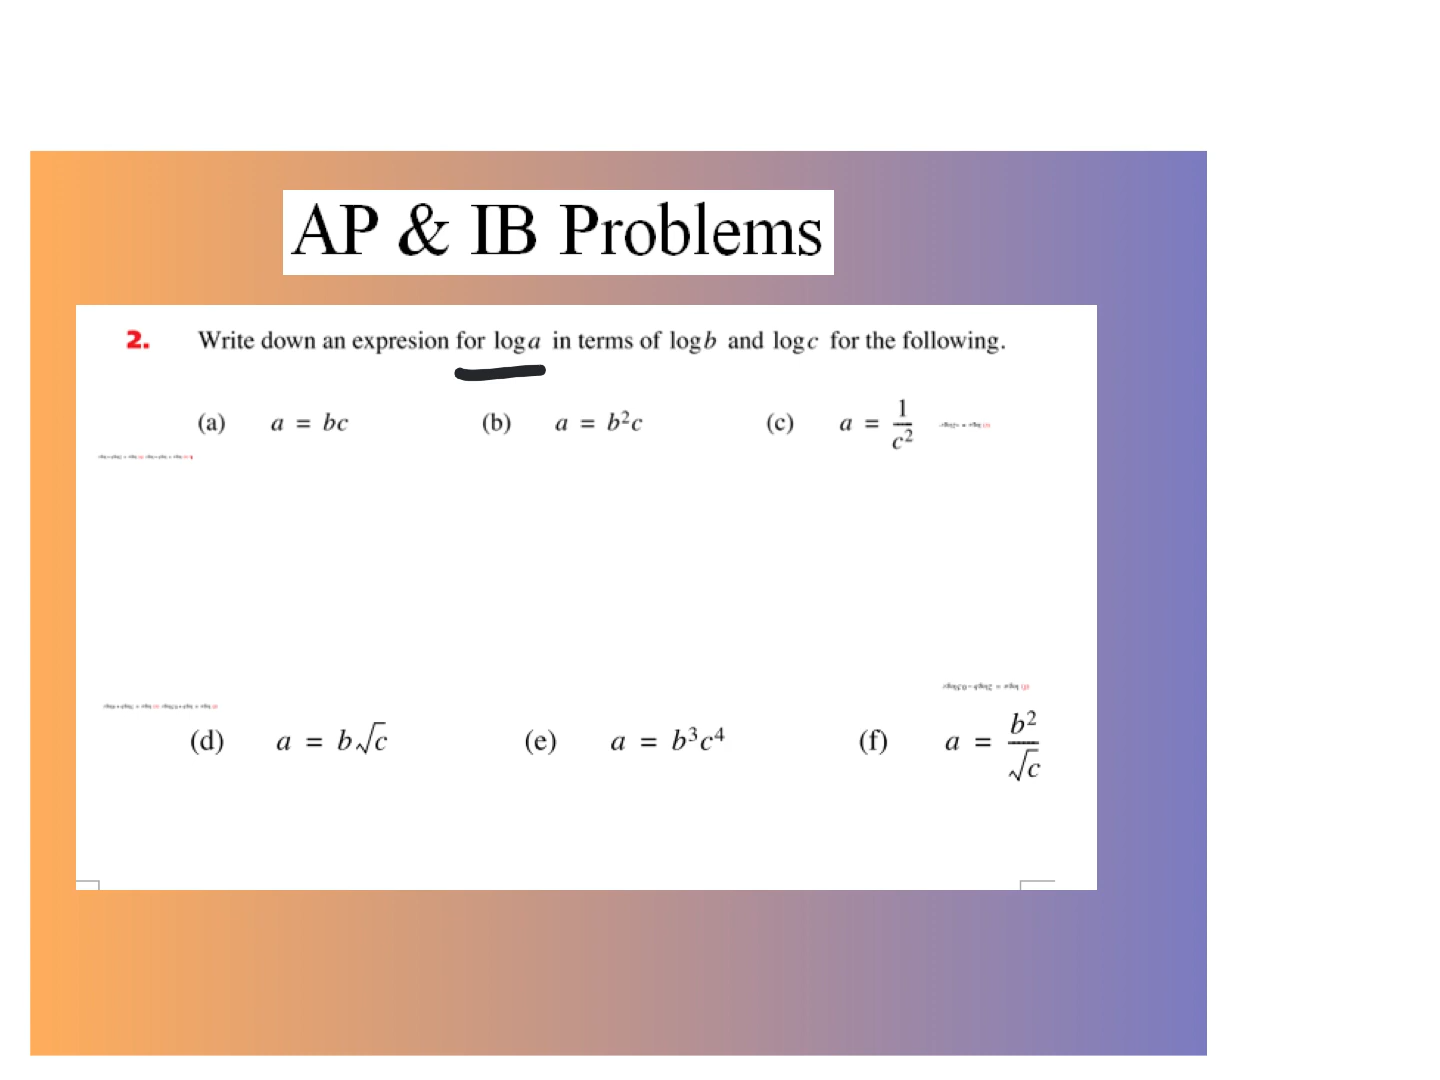 AP & IB Problems
2. Write down an expresion for log a in terms of log b and log c for the following.
(a) a = bc (b) a = b²c (c) a = 1/c²
(d) a = b√c (e) a = b³c⁴ (f) a = b²/√c